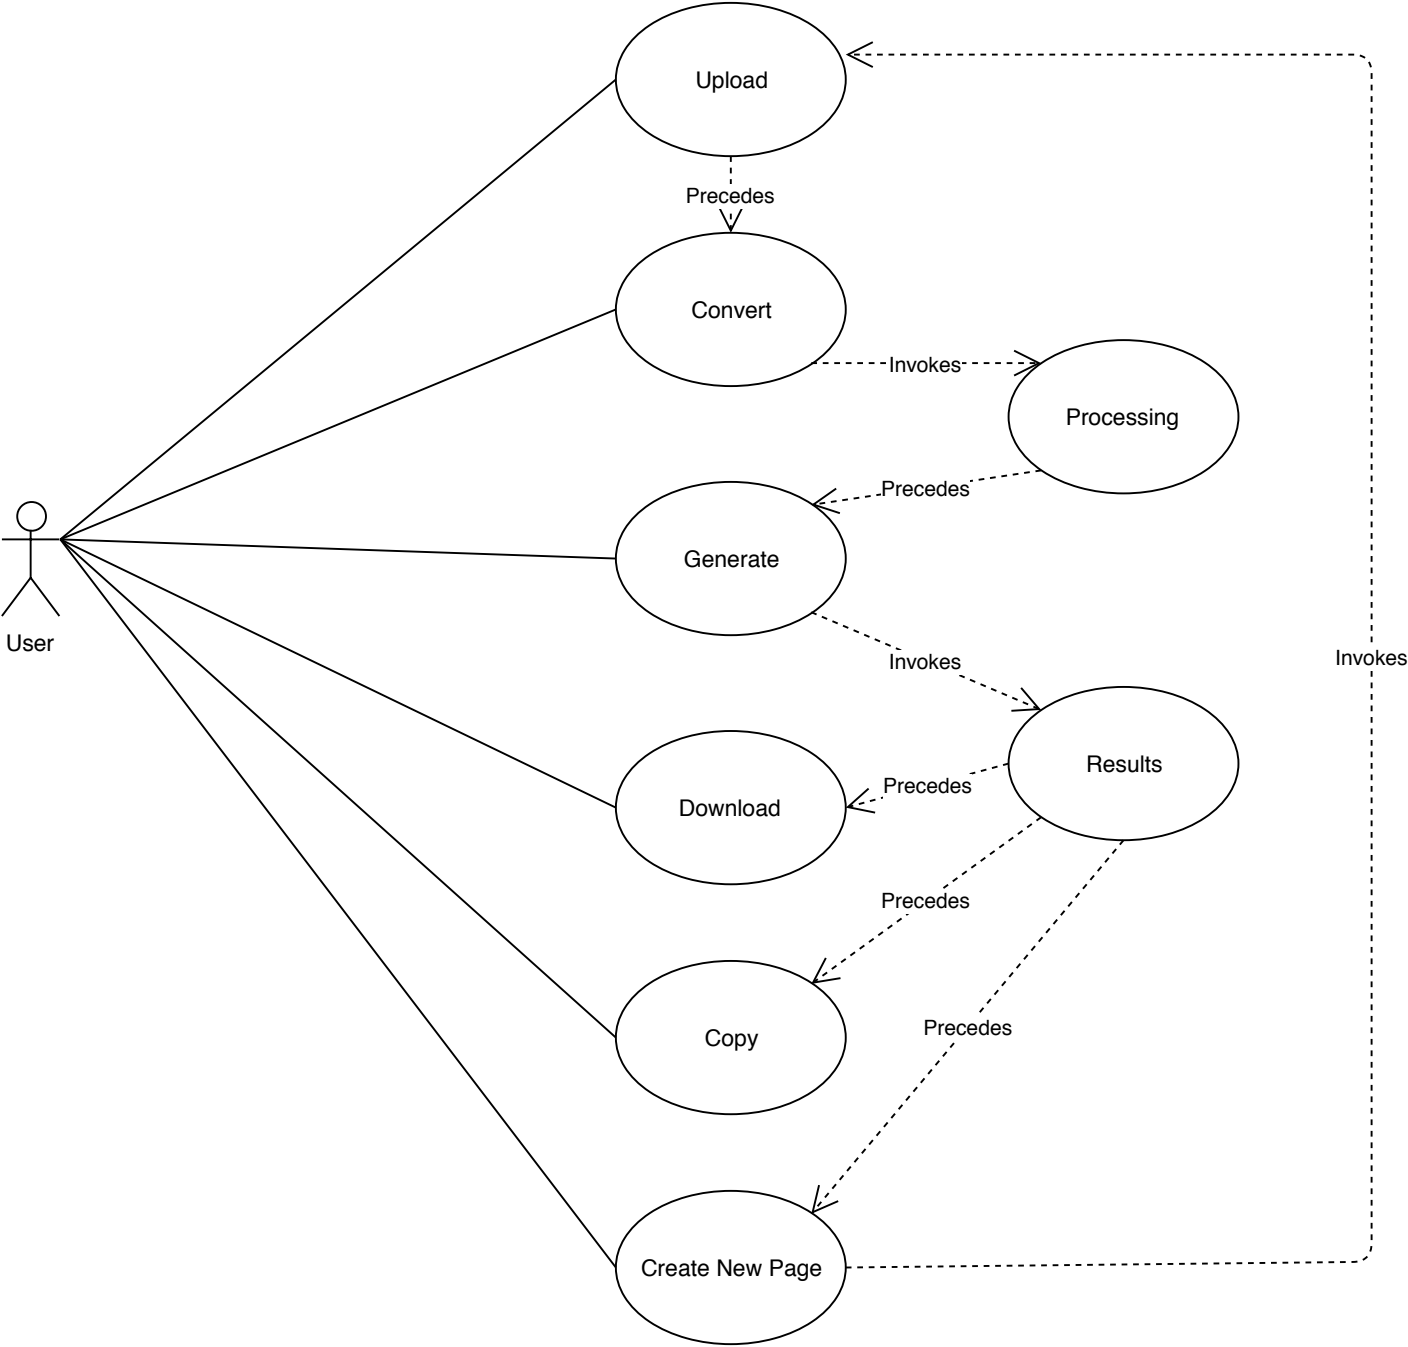 Upload
Precedes
Convert
Invokes
Processing
Precedes
Generate
User
Invokes
Invokes
Results
Precedes
Download
Precedes
Copy
Precedes
Create New Page